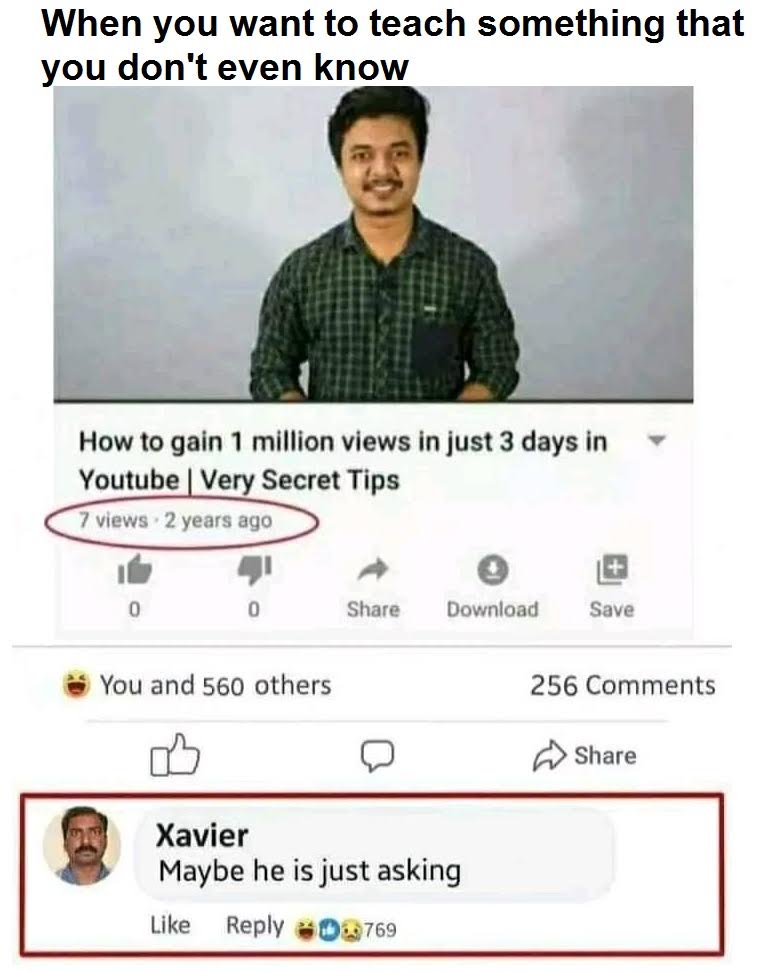 When you want to teach something that
you don't even know
How to gain 1 million views in just 3 days in
Youtube | Very Secret Tips
7 views · 2 years ago
0
0
Share
Download
Save
You and 560 others
256 Comments
Share
Xavier
Maybe he is just asking
Like
Reply
769